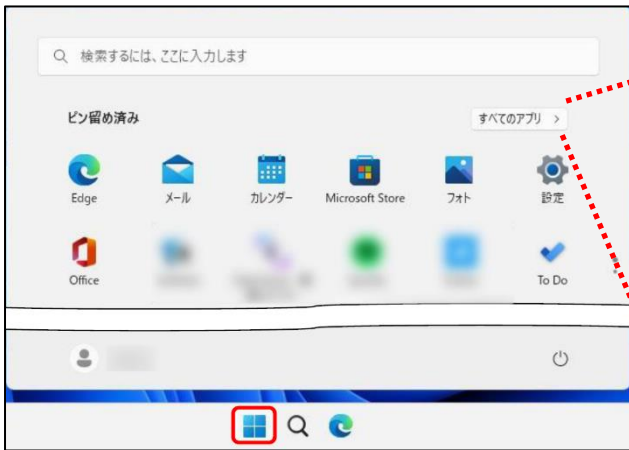 検索するには、ここに入力します
ピン留め済み
すべてのアプリ >
Edge
メール
カレンダー
Microsoft Store
フォト
設定
Office
To Do